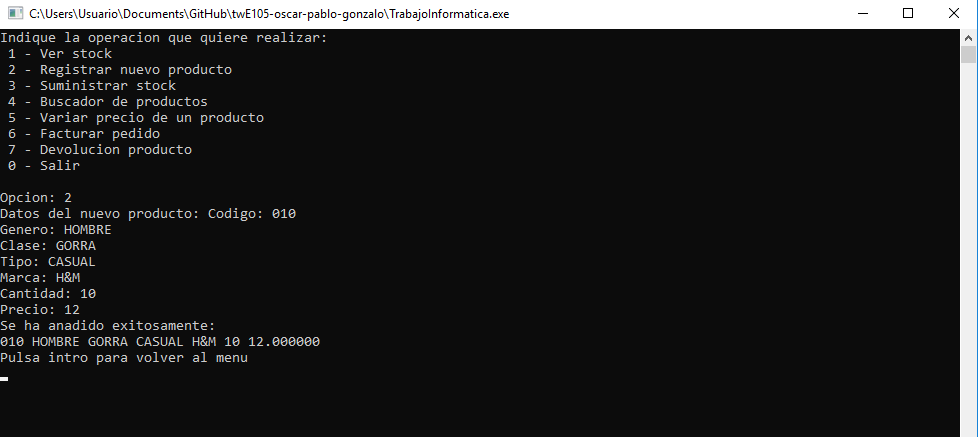 C:\Users\Usuario\Documents\GitHub\twE105-oscar-pablo-gonzalo\TrabajoInformatica.exe
Indique la operacion que quiere realizar:
1 - Ver stock
2 - Registrar nuevo producto
3 - Suministrar stock
4 - Buscador de productos
5 - Variar precio de un producto
6 - Facturar pedido
7 - Devolucion producto
0 - Salir
Opcion: 2
Datos del nuevo producto: Codigo: 010
Genero: HOMBRE
Clase: GORRA
Tipo: CASUAL
Marca: H&M
Cantidad: 10
Precio: 12
Se ha anadido exitosamente:
010 HOMBRE GORRA CASUAL H&M 10 12.000000
Pulsa intro para volver al menu